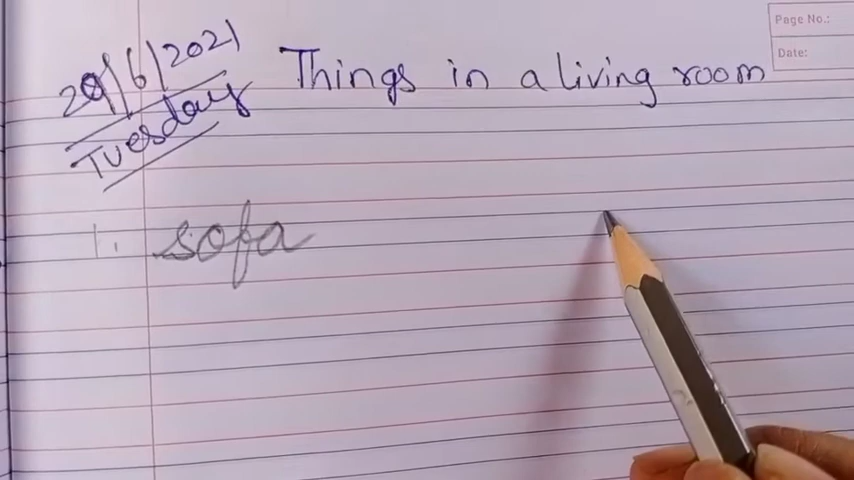 29/6/2021
Tuesday
Things in a living room
Page No.:
Date:
1. sofa